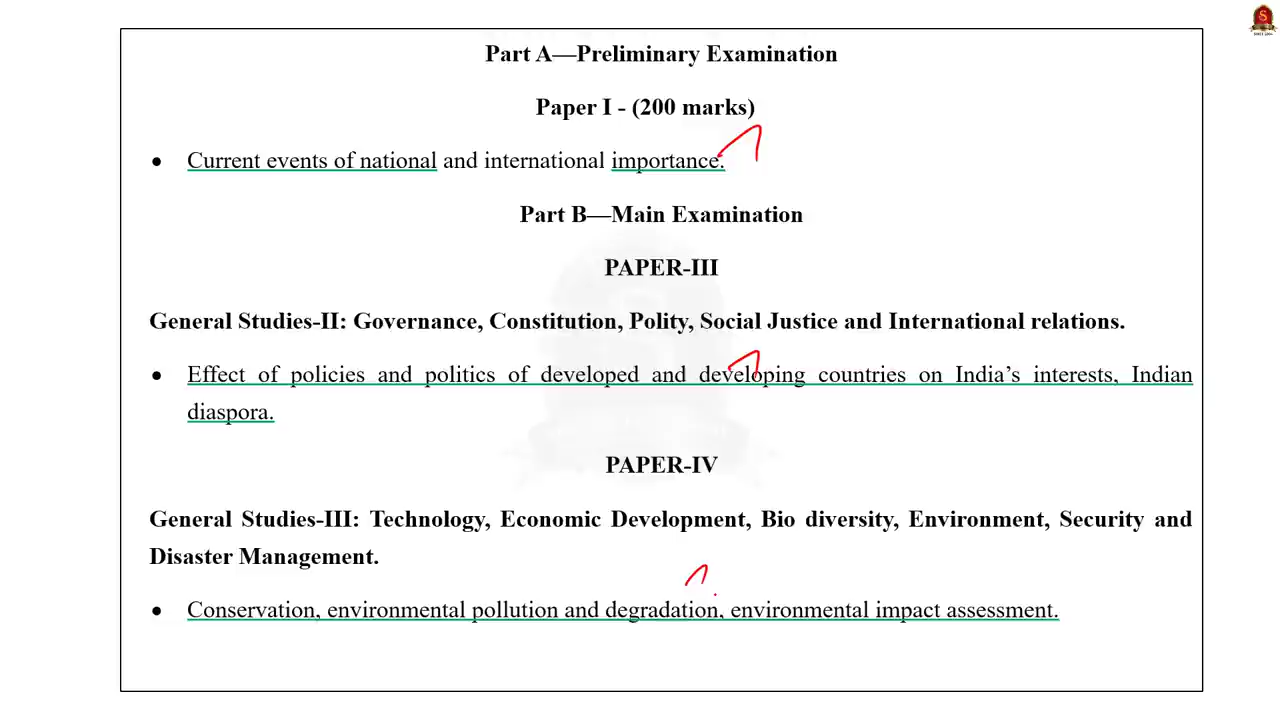 Part A—Preliminary Examination
Paper I - (200 marks)
• Current events of national and international importance.
Part B—Main Examination
PAPER-III
General Studies-II: Governance, Constitution, Polity, Social Justice and International relations.
• Effect of policies and politics of developed and developing countries on India’s interests, Indian
diaspora.
PAPER-IV
General Studies-III: Technology, Economic Development, Bio diversity, Environment, Security and
Disaster Management.
• Conservation, environmental pollution and degradation, environmental impact assessment.